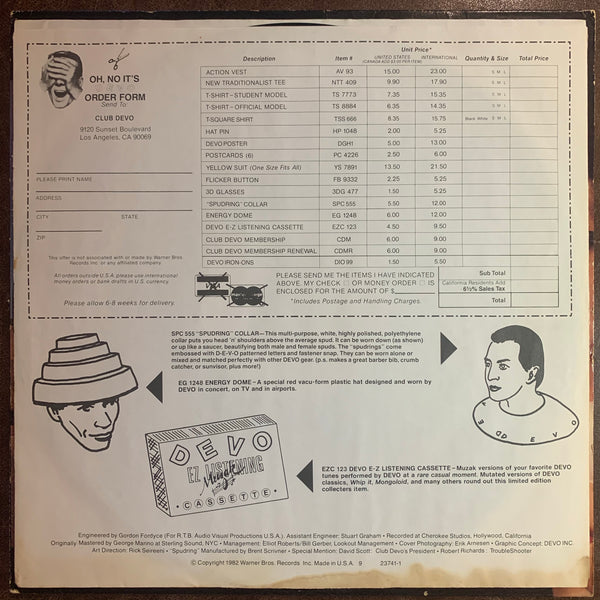 of
OH, NO IT'S
DEVO
ORDER FORM
Send To
CLUB DEVO
9120 Sunset Boulevard
Los Angeles, CA 90069
PLEASE PRINT NAME
ADDRESS
CITY STATE
ZIP
This offer is not associated with or made by Warner Bros.
Records Inc. or any affiliated company.
All orders outside U.S.A. please use international
money orders or bank drafts in U.S.$.
Please allow 6-8 weeks for delivery.
Unit Price*
Description Item # UNITED STATES INTERNATIONAL Quantity & Size Total Price
(CANADA ADD $3.00 PER ITEM)
ACTION VEST AV 93 15.00 23.00 S M L
NEW TRADITIONALIST TEE NTT 409 9.90 17.90 S M L
T-SHIRT–STUDENT MODEL TS 7773 7.35 15.35 S M L
T-SHIRT–OFFICIAL MODEL TS 8884 6.35 14.35 S M L
T-SQUARE SHIRT TSS 666 8.35 15.75 Black White S M L
HAT PIN HP 1048 2.00 5.25
DEVO POSTER DGH1 5.00 13.00
POSTCARDS (6) PC 4226 2.50 6.00
YELLOW SUIT (One Size Fits All) YS 7891 13.50 21.50
FLICKER BUTTON FB 9332 2.25 5.25
3D GLASSES 3DG 477 1.50 5.25
"SPUDRING" COLLAR SPC 555 5.50 12.00
ENERGY DOME EG 1248 6.00 12.00
DEVO E-Z LISTENING CASSETTE EZC 123 4.50 9.50
CLUB DEVO MEMBERSHIP CDM 6.00 9.00
CLUB DEVO MEMBERSHIP RENEWAL CDMR 6.00 9.00
DEVO IRON-ONS DIO 99 1.50 5.50
PLEASE SEND ME THE ITEMS I HAVE INDICATED
ABOVE. MY CHECK □ OR MONEY ORDER □ IS
ENCLOSED FOR THE AMOUNT OF $
*Includes Postage and Handling Charges.
Sub Total
California Residents Add
6½% Sales Tax
Total
SPC 555 "SPUDRING" COLLAR–This multi-purpose, white, highly polished, polyethylene
collar puts you head 'n' shoulders above the average spud. It can be worn down (as shown)
or up like a saucer, beautifying both male and female spuds. The "spudrings" come
embossed with D-E-V-O patterned letters and fastener snap. They can be worn alone or
mixed and matched perfectly with other DEVO gear. (p.s. makes a great barber bib, crumb
catcher, or sunvisor, plus more!)
EG 1248 ENERGY DOME–A special red vacu-form plastic hat designed and worn by
DEVO in concert, on TV and in airports.
DEVO
EZ LISTENING
Muzak
CASSETTE
EZC 123 DEVO E-Z LISTENING CASSETTE–Muzak versions of your favorite DEVO
tunes performed by DEVO at a rare casual moment. Mutated versions of DEVO
classics, Whip it, Mongoloid, and many others round out this limited edition
collecters item.
Engineered by Gordon Fordyce (For R.T.B. Audio Visual Productions U.S.A.). Assistant Engineer: Stuart Graham • Recorded at Cherokee Studios, Hollywood, California
Originally Mastered by George Marino at Sterling Sound, NYC • Management: Elliot Roberts/Bill Gerber, Lookout Management • Cover Photography: Erik Arnesen • Graphic Concept: DEVO INC.
Art Direction: Rick Seireeni • "Spudring" Manufactured by Brent Scrivner • Special Mention: David Scott: Club Devo's President • Robert Richards: TroubleShooter
Ⓒ Copyright 1982 Warner Bros. Records Inc. Made in U.S.A. 9 23741-1